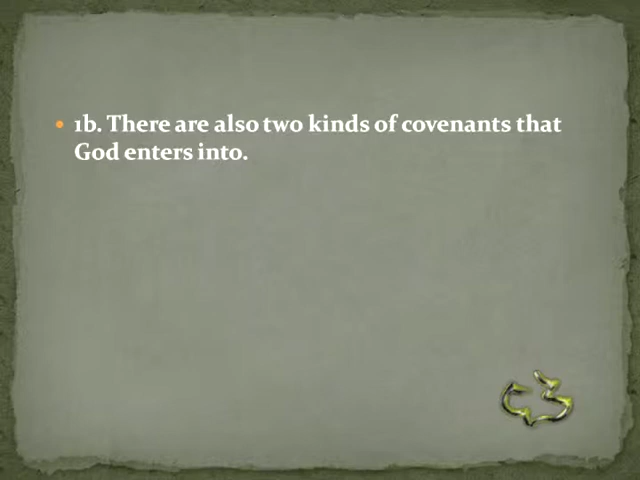 • 1b. There are also two kinds of covenants that
God enters into.